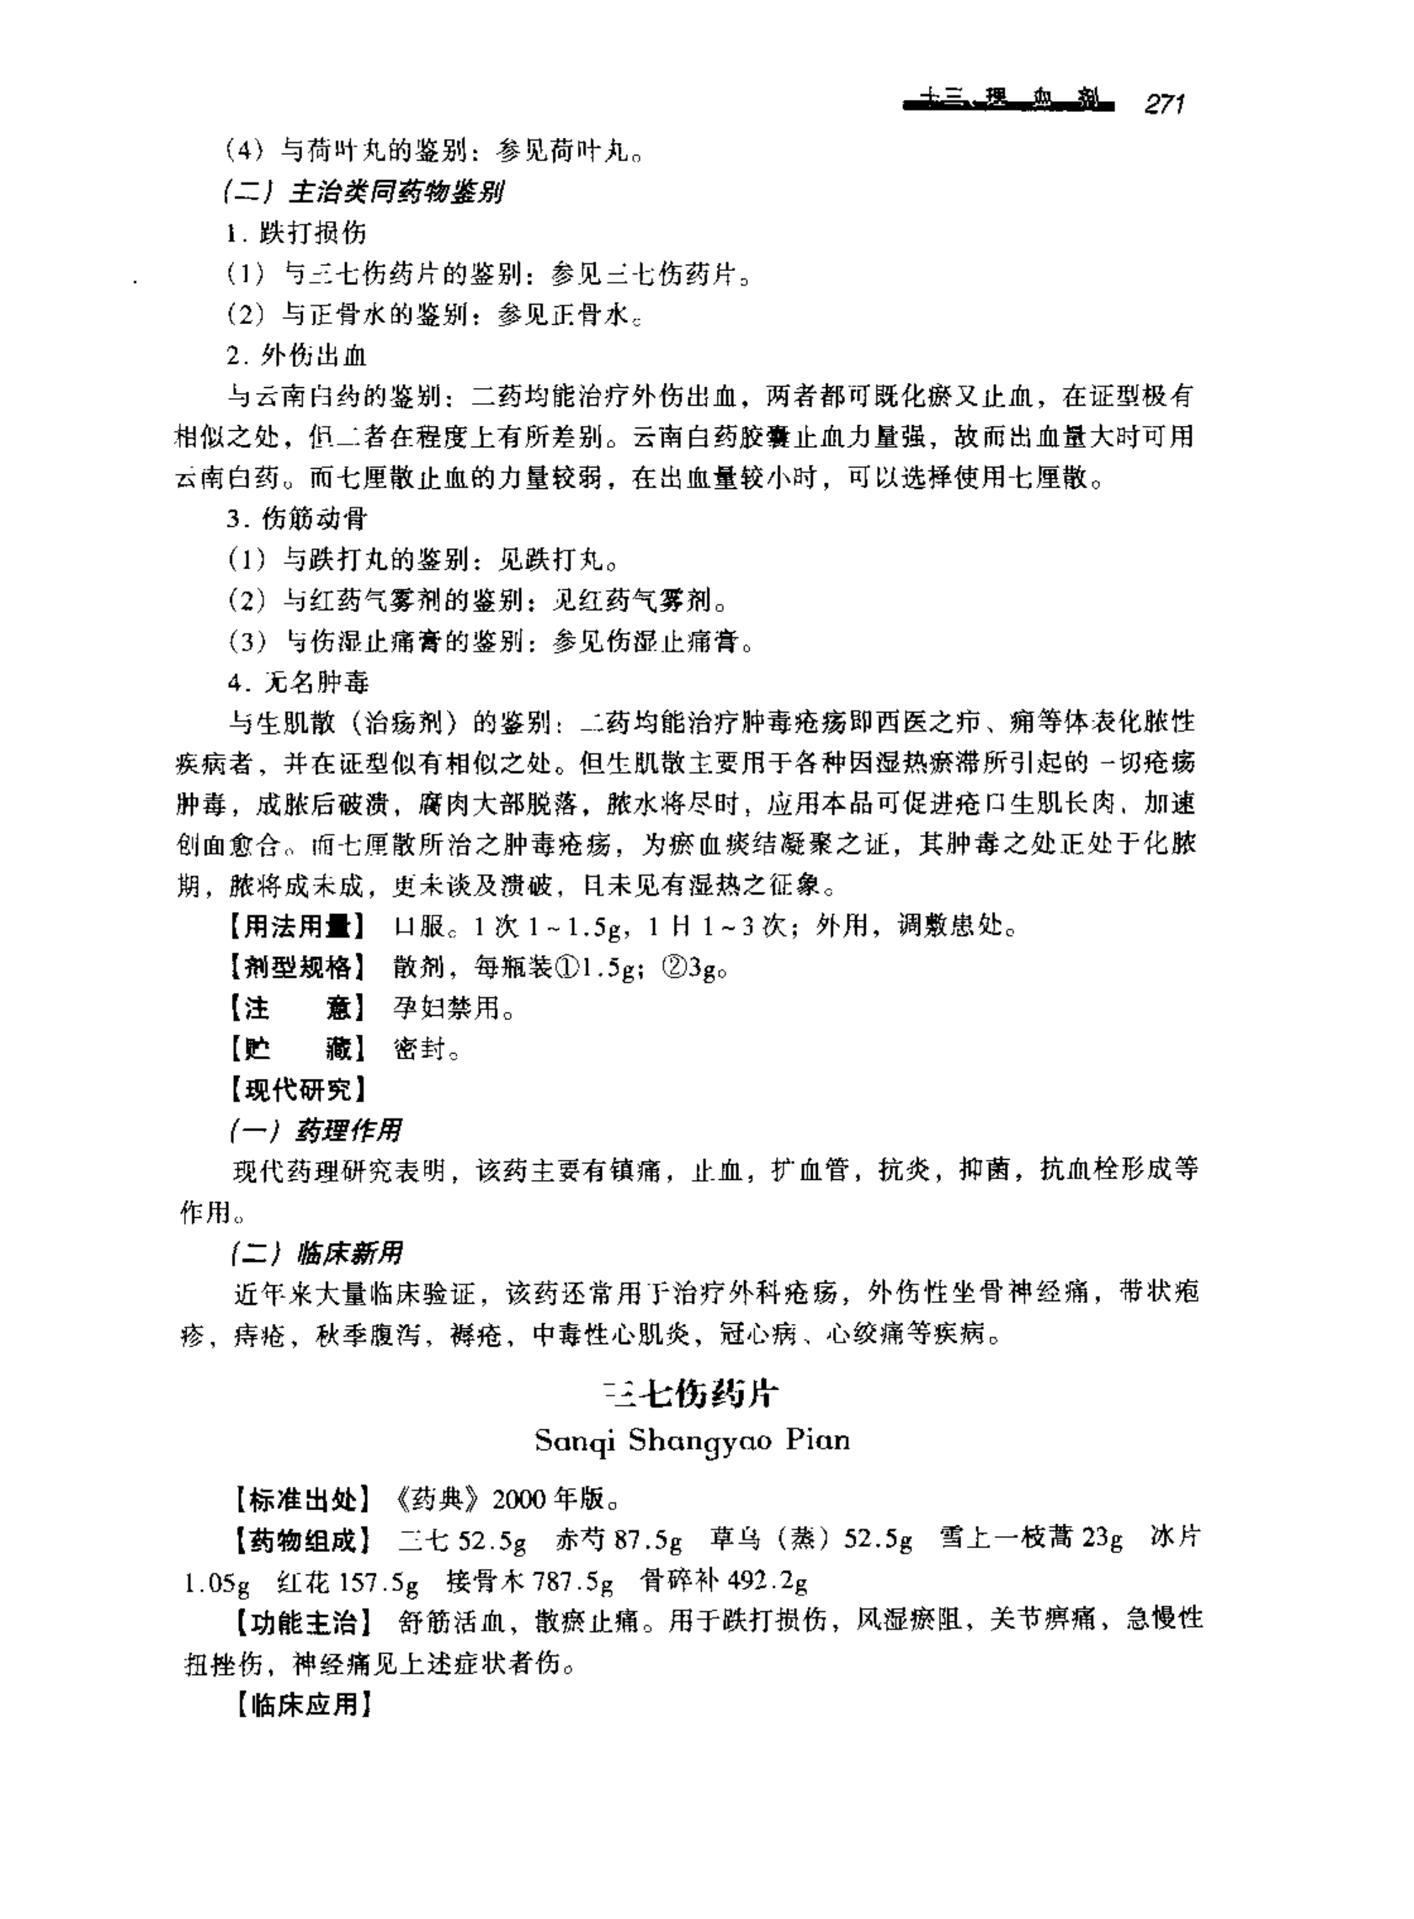 十三、理血剂 271
（4）与荷叶丸的鉴别：参见荷叶丸。
（二）主治类同药物鉴别
1. 跌打损伤
（1）与三七伤药片的鉴别：参见三七伤药片。
（2）与正骨水的鉴别：参见正骨水。
2. 外伤出血
与云南白药的鉴别：二药均能治疗外伤出血，两者都可既化瘀又止血，在证型极有
相似之处，但二者在程度上有所差别。云南白药胶囊止血力量强，故而出血量大时可用
云南白药。而七厘散止血的力量较弱，在出血量较小时，可以选择使用七厘散。
3. 伤筋动骨
（1）与跌打丸的鉴别：见跌打丸。
（2）与红药气雾剂的鉴别：见红药气雾剂。
（3）与伤湿止痛膏的鉴别：参见伤湿止痛膏。
4. 无名肿毒
与生肌散（治疡剂）的鉴别：二药均能治疗肿毒疮疡即西医之疖、痈等体表化脓性
疾病者，并在证型似有相似之处。但生肌散主要用于各种因湿热瘀滞所引起的一切疮疡
肿毒，成脓后破溃，腐肉大部脱落，脓水将尽时，应用本品可促进疮口生肌长肉，加速
创面愈合。而七厘散所治之肿毒疮疡，为瘀血痰结凝聚之证，其肿毒之处正处于化脓
期，脓将成未成，更未谈及溃破，且未见有湿热之征象。
【用法用量】 口服。1次1~1.5g，1日1~3次；外用，调敷患处。
【剂型规格】 散剂，每瓶装①1.5g；②3g。
【注　　意】 孕妇禁用。
【贮　　藏】 密封。
【现代研究】
（一）药理作用
现代药理研究表明，该药主要有镇痛，止血，扩血管，抗炎，抑菌，抗血栓形成等
作用。
（二）临床新用
近年来大量临床验证，该药还常用于治疗外科疮疡，外伤性坐骨神经痛，带状疱
疹，痔疮，秋季腹泻，褥疮，中毒性心肌炎，冠心病、心绞痛等疾病。
三七伤药片
Sanqi Shangyao Pian
【标准出处】《药典》2000年版。
【药物组成】 三七 52.5g　赤芍 87.5g　草乌（蒸）52.5g　雪上一枝蒿 23g　冰片
1.05g　红花 157.5g　接骨木 787.5g　骨碎补 492.2g
【功能主治】 舒筋活血，散瘀止痛。用于跌打损伤，风湿瘀阻，关节痹痛，急慢性
扭挫伤，神经痛见上述症状者伤。
【临床应用】